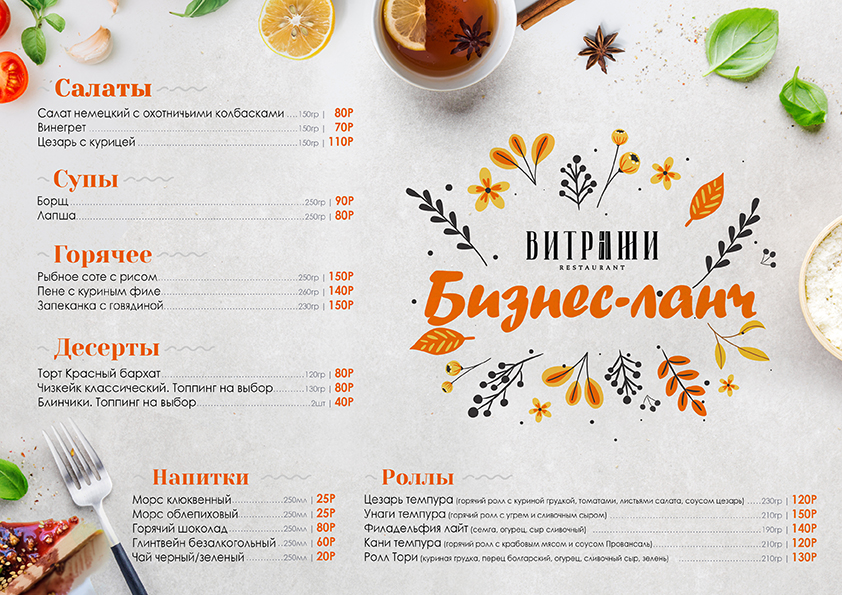 Салаты
Салат немецкий с охотничьими колбасками ....150гр | 80Р
Винегрет ....150гр | 70Р
Цезарь с курицей ....150гр | 110Р
Супы
Борщ ....250гр | 90Р
Лапша ....250гр | 80Р
Горячее
Рыбное соте с рисом ....250гр | 150Р
Пене с куриным филе ....260гр | 140Р
Запеканка с говядиной ....230гр | 150Р
Десерты
Торт Красный бархат ....120гр | 80Р
Чизкейк классический. Топпинг на выбор ....130гр | 80Р
Блинчики. Топпинг на выбор ....2шт | 40Р
ВИТРАЖИ
RESTAURANT
Бизнес-ланч
Напитки
Морс клюквенный ....250мл | 25Р
Морс облепиховый ....250мл | 25Р
Горячий шоколад ....250мл | 80Р
Глинтвейн безалкогольный ....250мл | 60Р
Чай черный/зеленый ....250мл | 20Р
Роллы
Цезарь темпура (горячий ролл с куриной грудкой, томатами, листьями салата, соусом цезарь) ....230гр | 120Р
Унаги темпура (горячий ролл с угрем и сливочным сыром) ....210гр | 150Р
Филадельфия лайт (семга, огурец, сыр сливочный) ....190гр | 140Р
Кани темпура (горячий ролл с крабовым мясом и соусом Провансаль) ....210гр | 120Р
Ролл Тори (куриная грудка, перец болгарский, огурец, сливочный сыр, зелень) ....210гр | 130Р